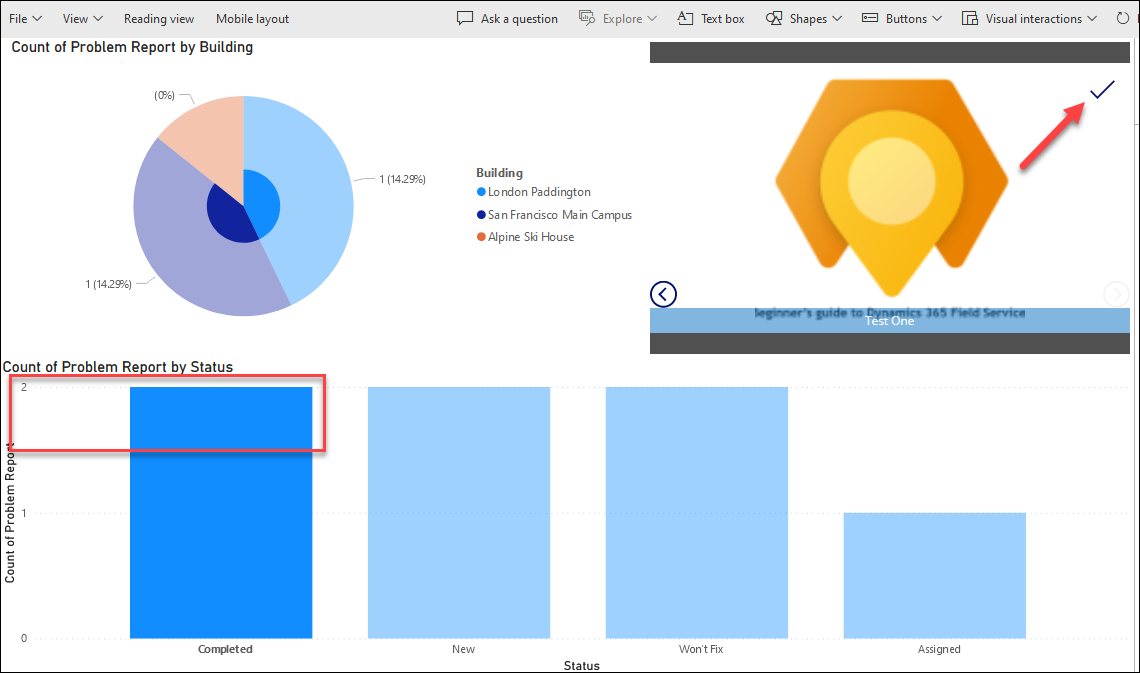 File View Reading view Mobile layout Ask a question Explore Text box Shapes Buttons Visual interactions
Count of Problem Report by Building
(0%)
1 (14.29%)
1 (14.29%)
Building
London Paddington
San Francisco Main Campus
Alpine Ski House
Beginner's guide to Dynamics 365 Field Service
Test One
Count of Problem Report by Status
Count of Problem Report
2
1
0
Completed New Won't Fix Assigned
Status